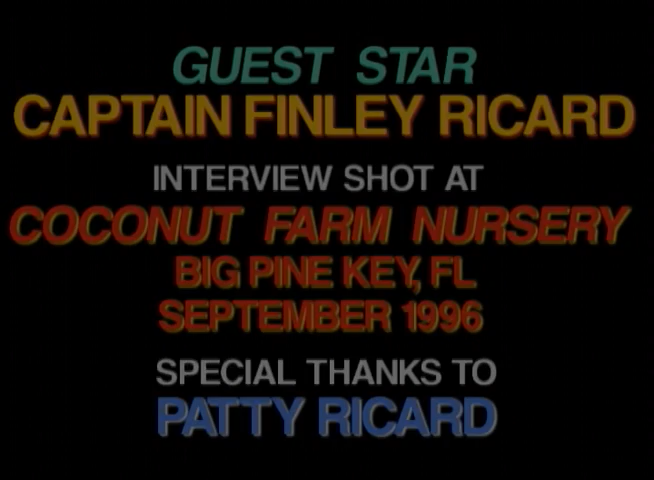 GUEST STAR
CAPTAIN FINLEY RICARD
INTERVIEW SHOT AT
COCONUT FARM NURSERY
BIG PINE KEY, FL
SEPTEMBER 1996
SPECIAL THANKS TO
PATTY RICARD